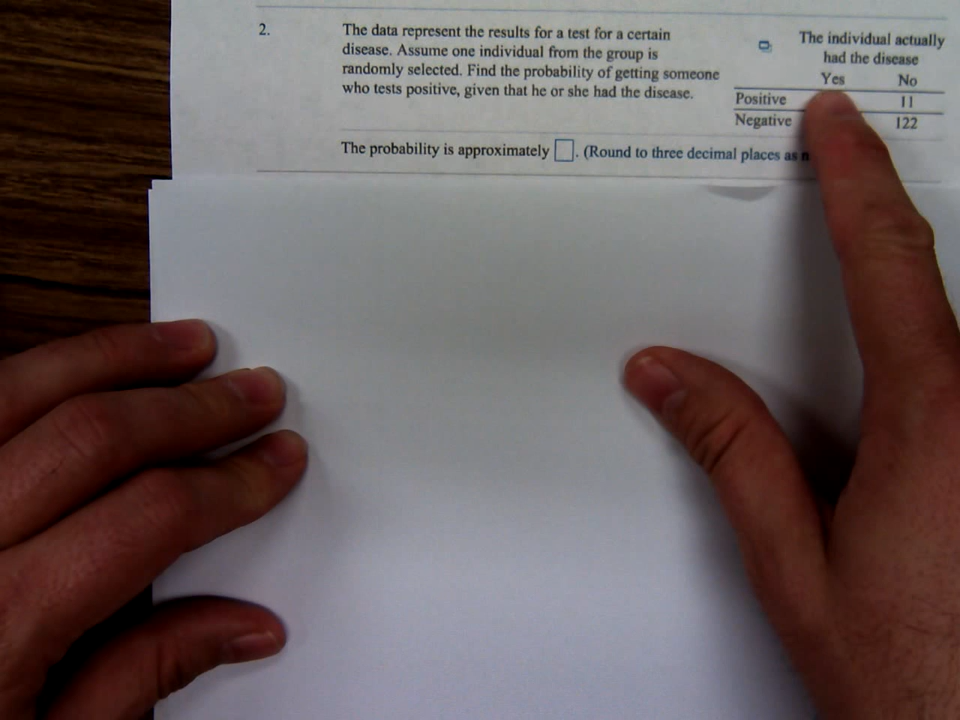 2.
The data represent the results for a test for a certain
disease. Assume one individual from the group is
randomly selected. Find the probability of getting someone
who tests positive, given that he or she had the disease.
The individual actually
had the disease
Yes No
Positive 11
Negative 122
The probability is approximately . (Round to three decimal places as